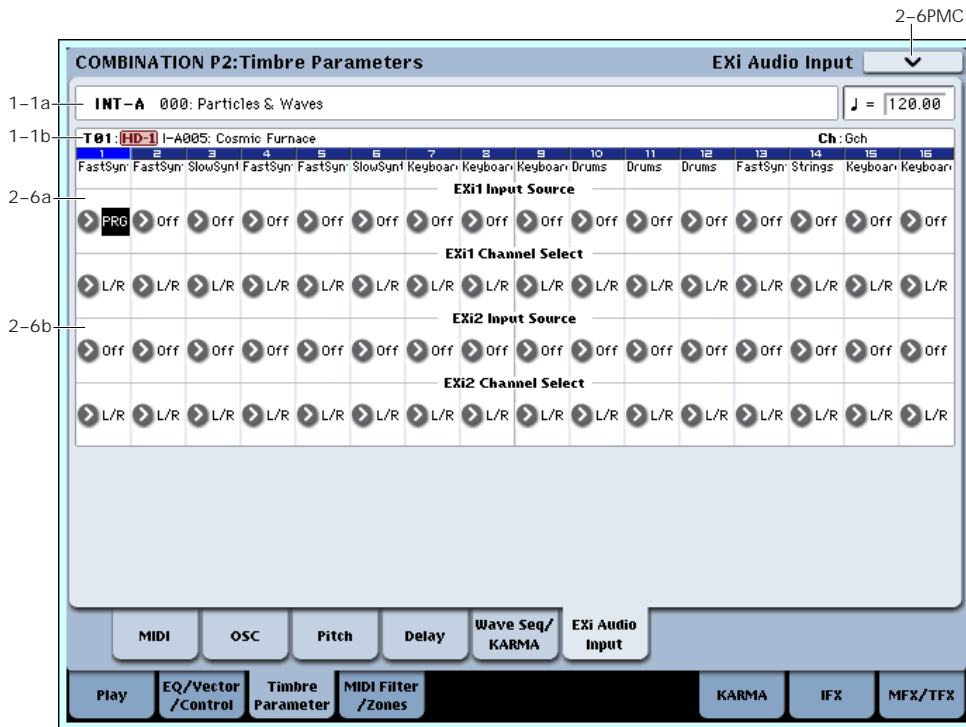 2–6PMC
COMBINATION P2:Timbre Parameters EXi Audio Input
1–1a INT–A 000: Particles & Waves ♩ = 120.00
1–1b T01: HD-1 I–A005: Cosmic Furnace Ch:Gch
1 2 3 4 5 6 7 8 9 10 11 12 13 14 15 16
FastSyn FastSyn SlowSynt FastSyn FastSyn SlowSynt Keyboar Keyboar Keyboar Drums Drums Drums FastSyn Strings Keyboar Keyboar
2–6a EXi1 Input Source
PRG Off Off Off Off Off Off Off Off Off Off Off Off Off Off Off
EXi1 Channel Select
L/R L/R L/R L/R L/R L/R L/R L/R L/R L/R L/R L/R L/R L/R L/R L/R
2–6b EXi2 Input Source
Off Off Off Off Off Off Off Off Off Off Off Off Off Off Off Off
EXi2 Channel Select
L/R L/R L/R L/R L/R L/R L/R L/R L/R L/R L/R L/R L/R L/R L/R L/R
MIDI OSC Pitch Delay Wave Seq/ EXi Audio
KARMA Input
Play EQ/Vector Timbre MIDI Filter KARMA IFX MFX/TFX
/Control Parameter /Zones